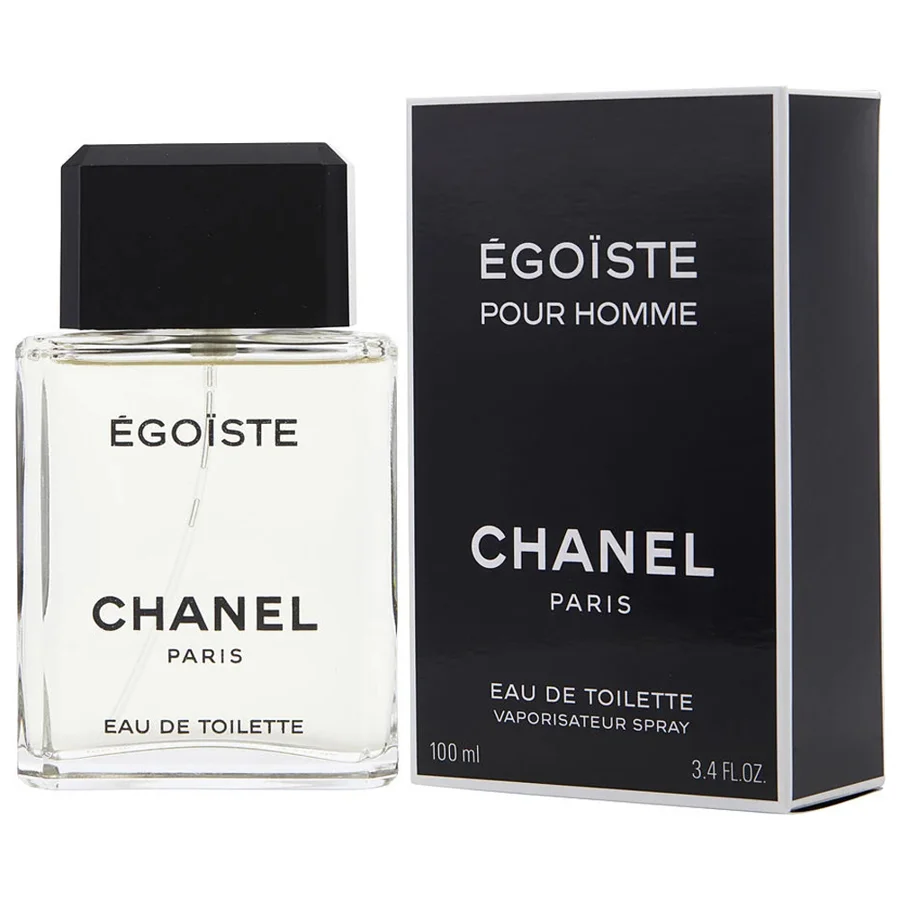 ÉGOÏSTE
CHANEL
PARIS
EAU DE TOILETTE
ÉGOÏSTE
POUR HOMME
CHANEL
PARIS
EAU DE TOILETTE
VAPORISATEUR SPRAY
100 ml
3.4 FL.OZ.